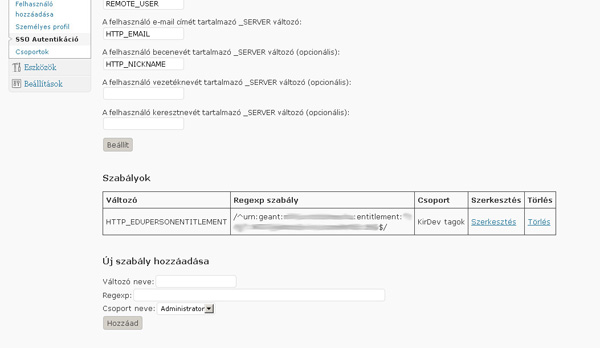 Felhasználó
hozzáadása
Személyes profil
SSO Autentikáció
Csoportok
Eszközök
Beállítások
REMOTE_USER
A felhasználó e-mail címét tartalmazó _SERVER változó:
HTTP_EMAIL
A felhasználó becenevét tartalmazó _SERVER változó (opcionális):
HTTP_NICKNAME
A felhasználó vezetéknevét tartalmazó _SERVER változó (opcionális):
A felhasználó keresztnevét tartalmazó _SERVER változó (opcionális):
Beállít
Szabályok
Változó Regexp szabály Csoport Szerkesztés Törlés
HTTP_EDUPERSONENTITLEMENT /^urn:geant: :entitlement: $/ KirDev tagok Szerkesztés Törlés
Új szabály hozzáadása
Változó neve:
Regexp:
Csoport neve: Administrator
Hozzáad